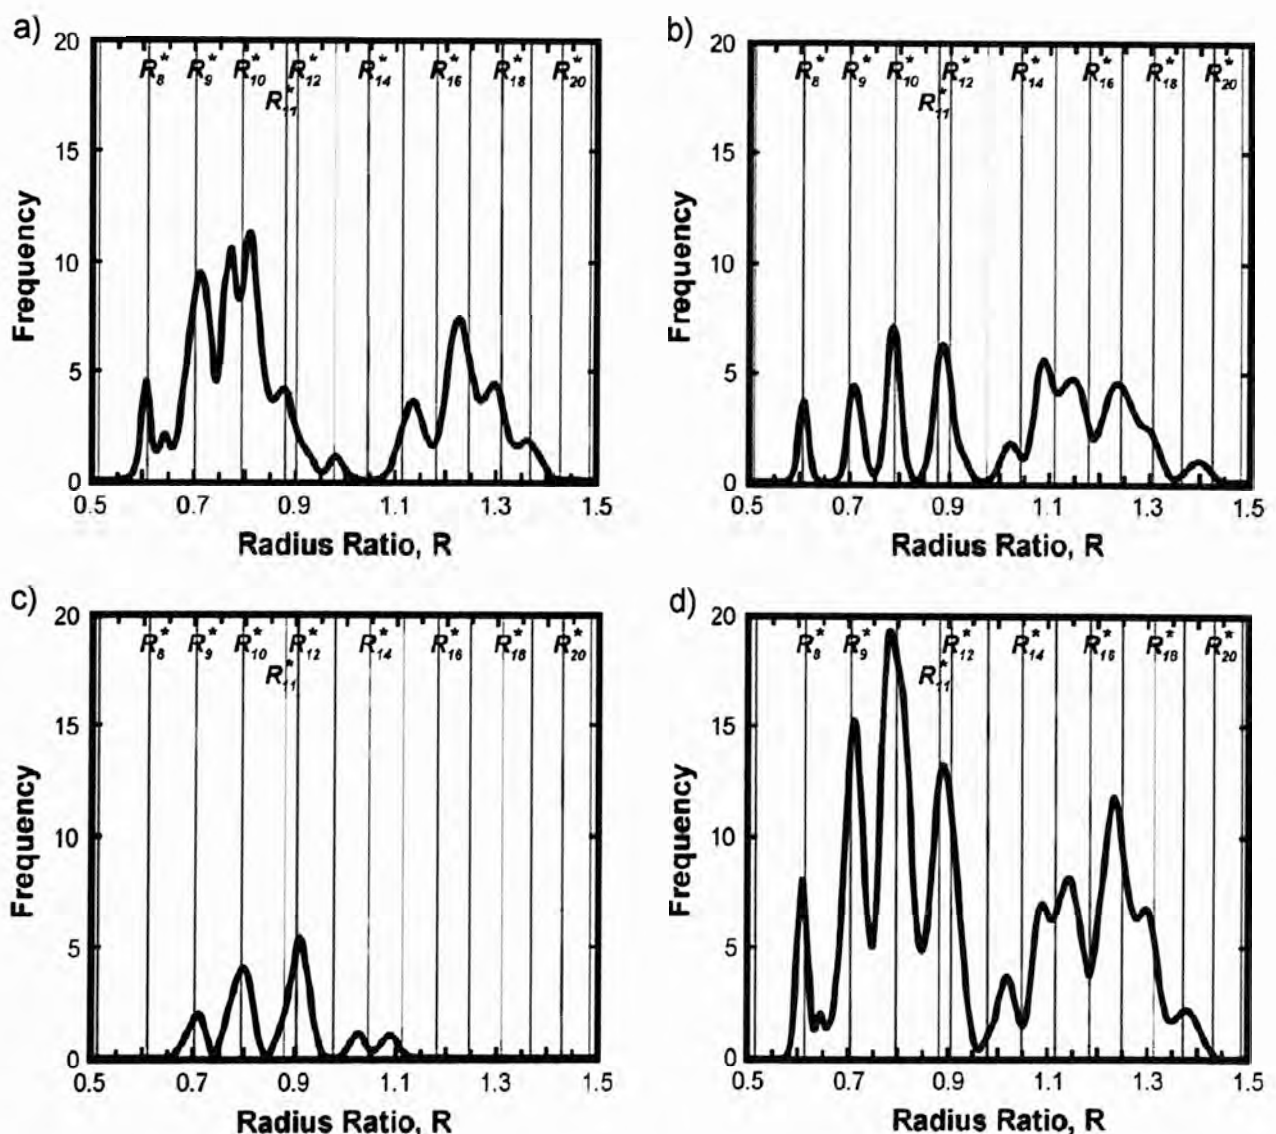 a)
20
R*8 R*9 R*10 R*12 R*14 R*16 R*18 R*20
R*11
15
10
5
0
Frequency
0.5 0.7 0.9 1.1 1.3 1.5
Radius Ratio, R
b)
20
R*8 R*9 R*10 R*12 R*14 R*16 R*18 R*20
R*11
15
10
5
0
Frequency
0.5 0.7 0.9 1.1 1.3 1.5
Radius Ratio, R
c)
20
R*8 R*9 R*10 R*12 R*14 R*16 R*18 R*20
R*11
15
10
5
0
Frequency
0.5 0.7 0.9 1.1 1.3 1.5
Radius Ratio, R
d)
20
R*8 R*9 R*12 R*14 R*16 R*18 R*20
R*11
15
10
5
0
Frequency
0.5 0.7 0.9 1.1 1.3 1.5
Radius Ratio, R